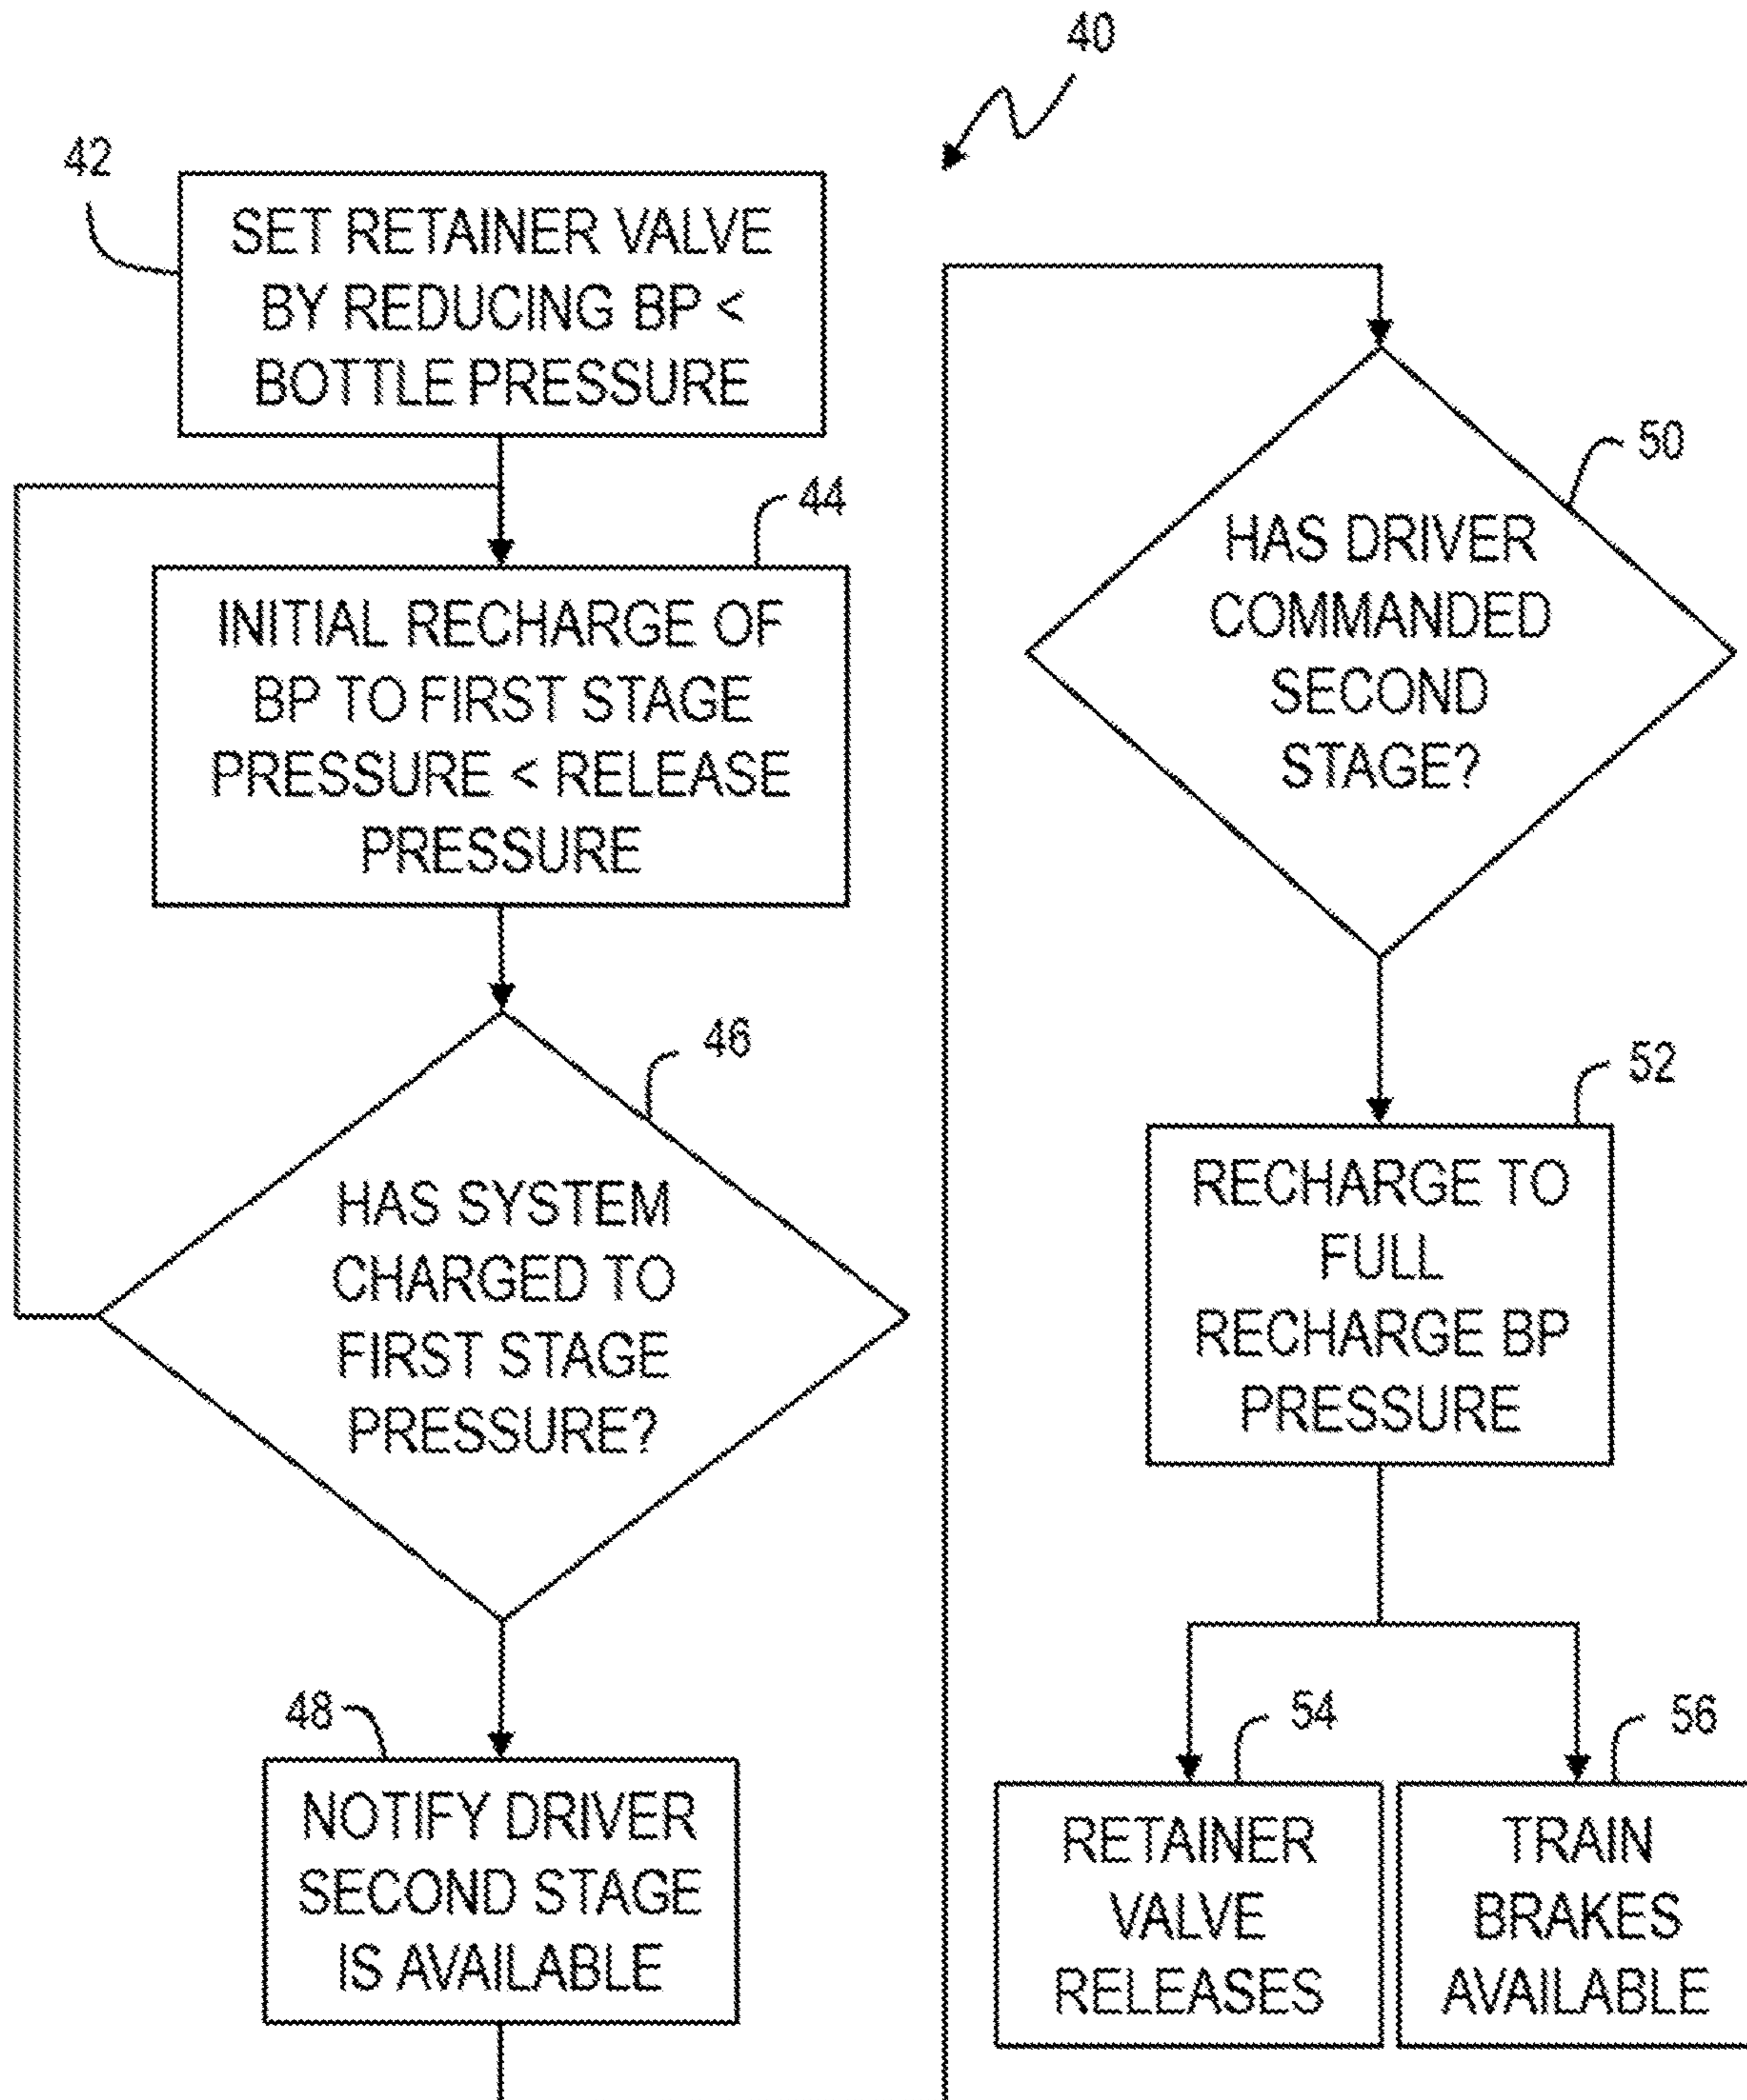 40
42
SET RETAINER VALVE
BY REDUCING BP <
BOTTLE PRESSURE
44
INITIAL RECHARGE OF
BP TO FIRST STAGE
PRESSURE < RELEASE
PRESSURE
46
HAS SYSTEM
CHARGED TO
FIRST STAGE
PRESSURE?
48
NOTIFY DRIVER
SECOND STAGE
IS AVAILABLE
50
HAS DRIVER
COMMANDED
SECOND
STAGE?
52
RECHARGE TO
FULL
RECHARGE BP
PRESSURE
54
RETAINER
VALVE
RELEASES
56
TRAIN
BRAKES
AVAILABLE